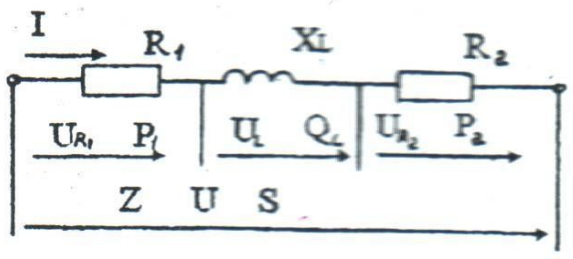 I R₁ XL R₂
UR₁ P₁ UL QL UR₂ P₂
Z U S